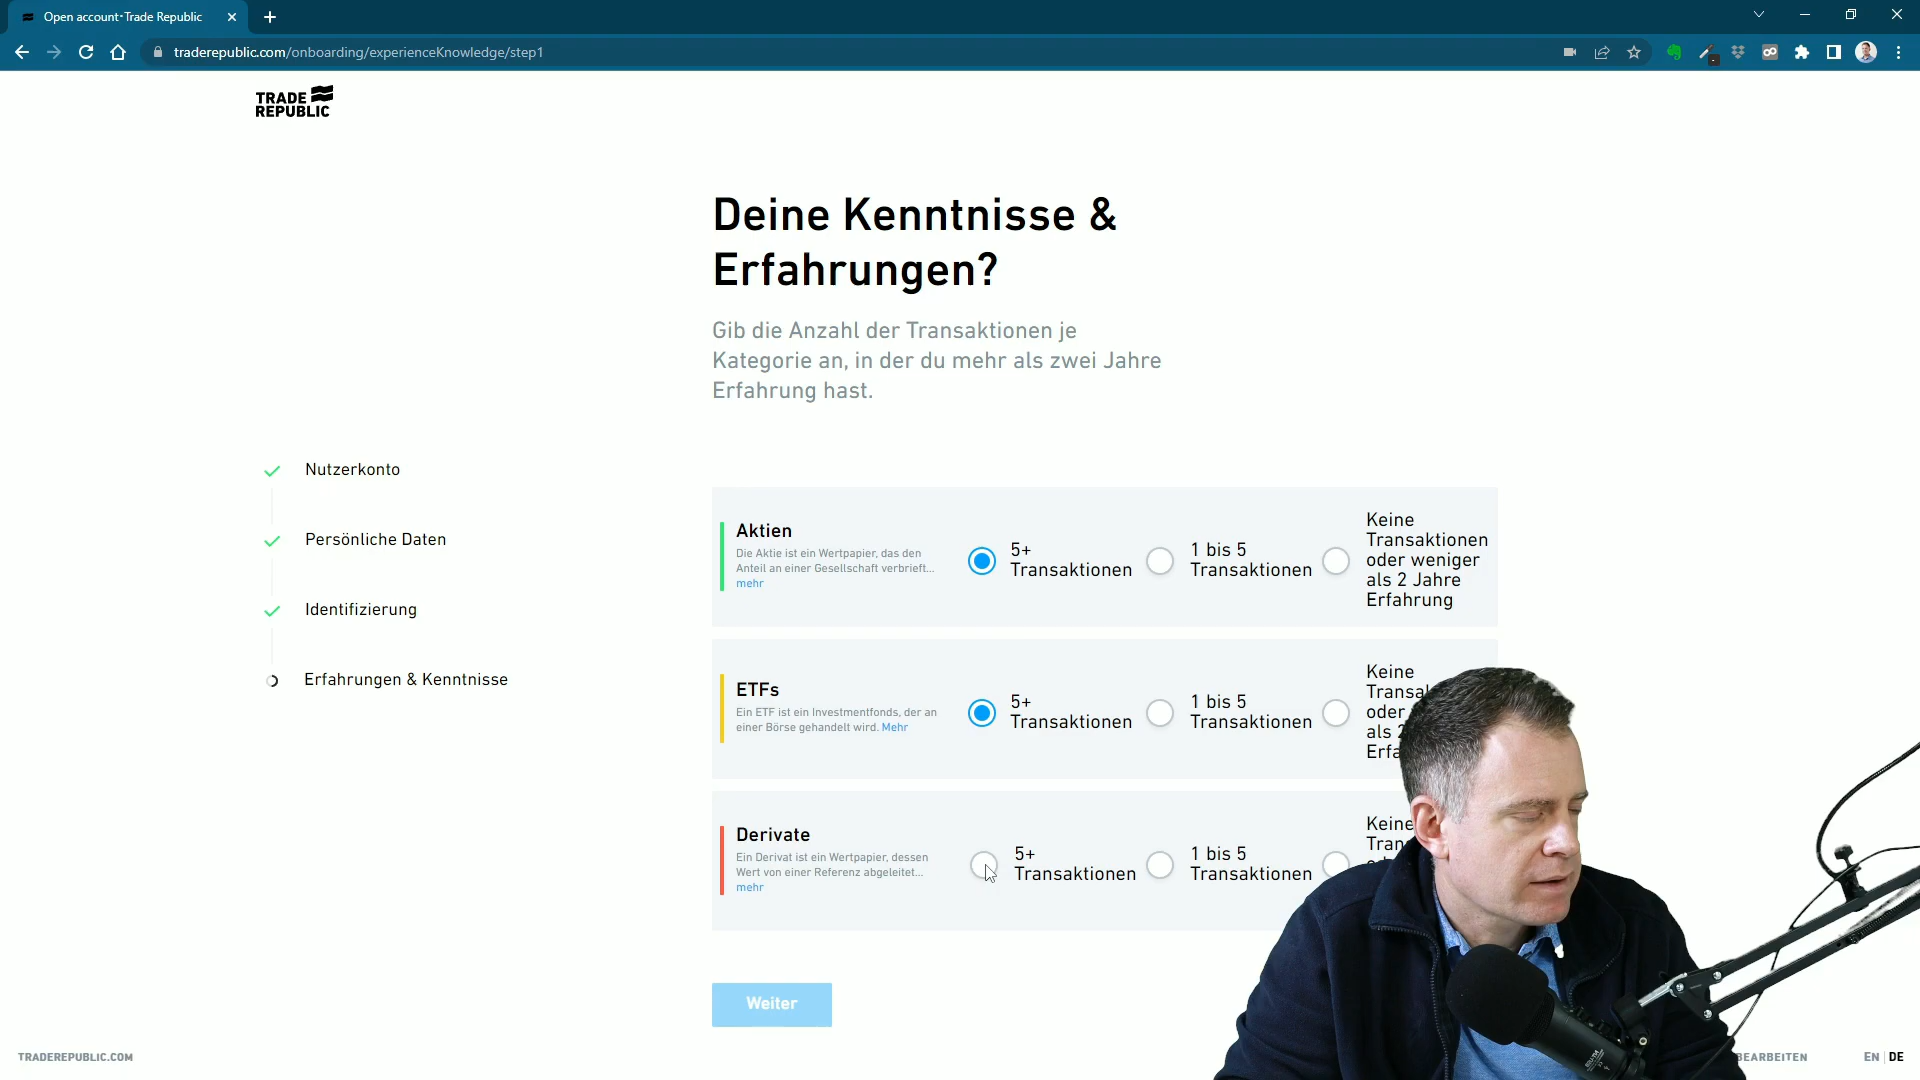 Open account · Trade Republic
traderepublic.com/onboarding/experienceKnowledge/step1
TRADE
REPUBLIC
Deine Kenntnisse &
Erfahrungen?
Gib die Anzahl der Transaktionen je
Kategorie an, in der du mehr als zwei Jahre
Erfahrung hast.
Nutzerkonto
Persönliche Daten
Identifizierung
Erfahrungen & Kenntnisse
Aktien
Die Aktie ist ein Wertpapier, das den
Anteil an einer Gesellschaft verbrieft...
mehr
5+
Transaktionen
1 bis 5
Transaktionen
Keine
Transaktionen
oder weniger
als 2 Jahre
Erfahrung
ETFs
Ein ETF ist ein Investmentfonds, der an
einer Börse gehandelt wird. Mehr
5+
Transaktionen
1 bis 5
Transaktionen
Keine
oder
als 2
Derivate
Ein Derivat ist ein Wertpapier, dessen
Wert von einer Referenz abgeleitet...
mehr
5+
Transaktionen
1 bis 5
Transaktionen
Keine
Weiter
TRADEREPUBLIC.COM
BEARBEITEN
EN | DE